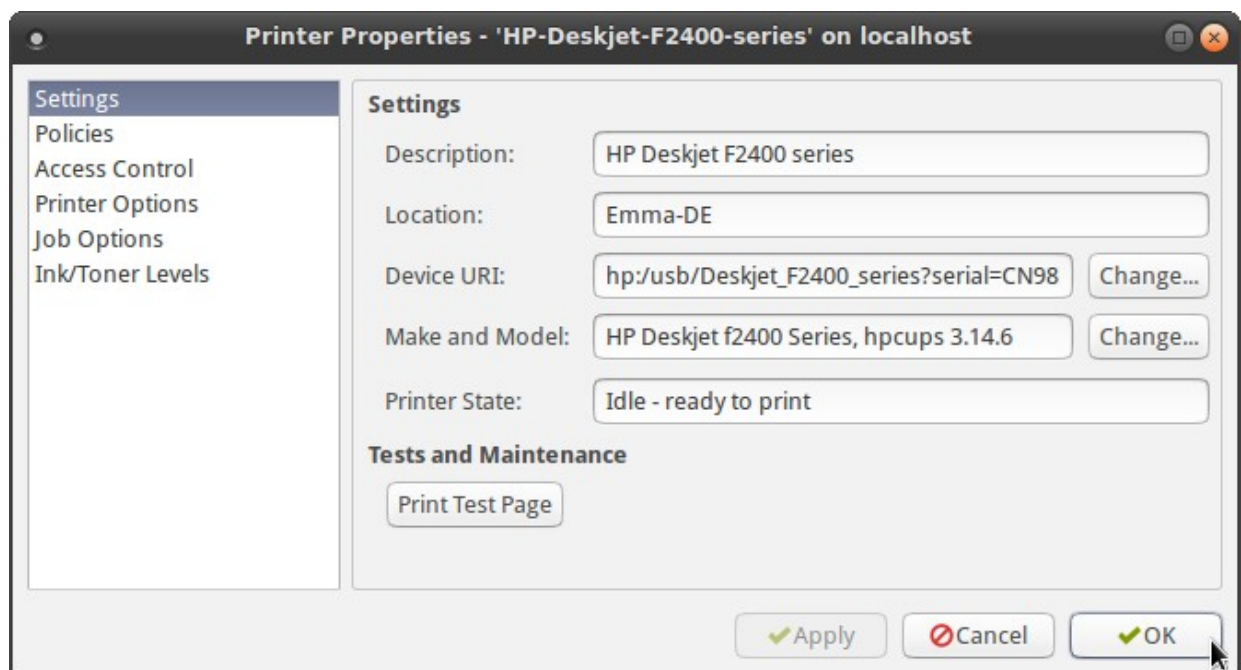 Printer Properties - 'HP-Deskjet-F2400-series' on localhost
Settings
Policies
Access Control
Printer Options
Job Options
Ink/Toner Levels
Settings
Description: HP Deskjet F2400 series
Location: Emma-DE
Device URI: hp:/usb/Deskjet_F2400_series?serial=CN98 Change...
Make and Model: HP Deskjet f2400 Series, hpcups 3.14.6 Change...
Printer State: Idle - ready to print
Tests and Maintenance
Print Test Page
Apply Cancel OK